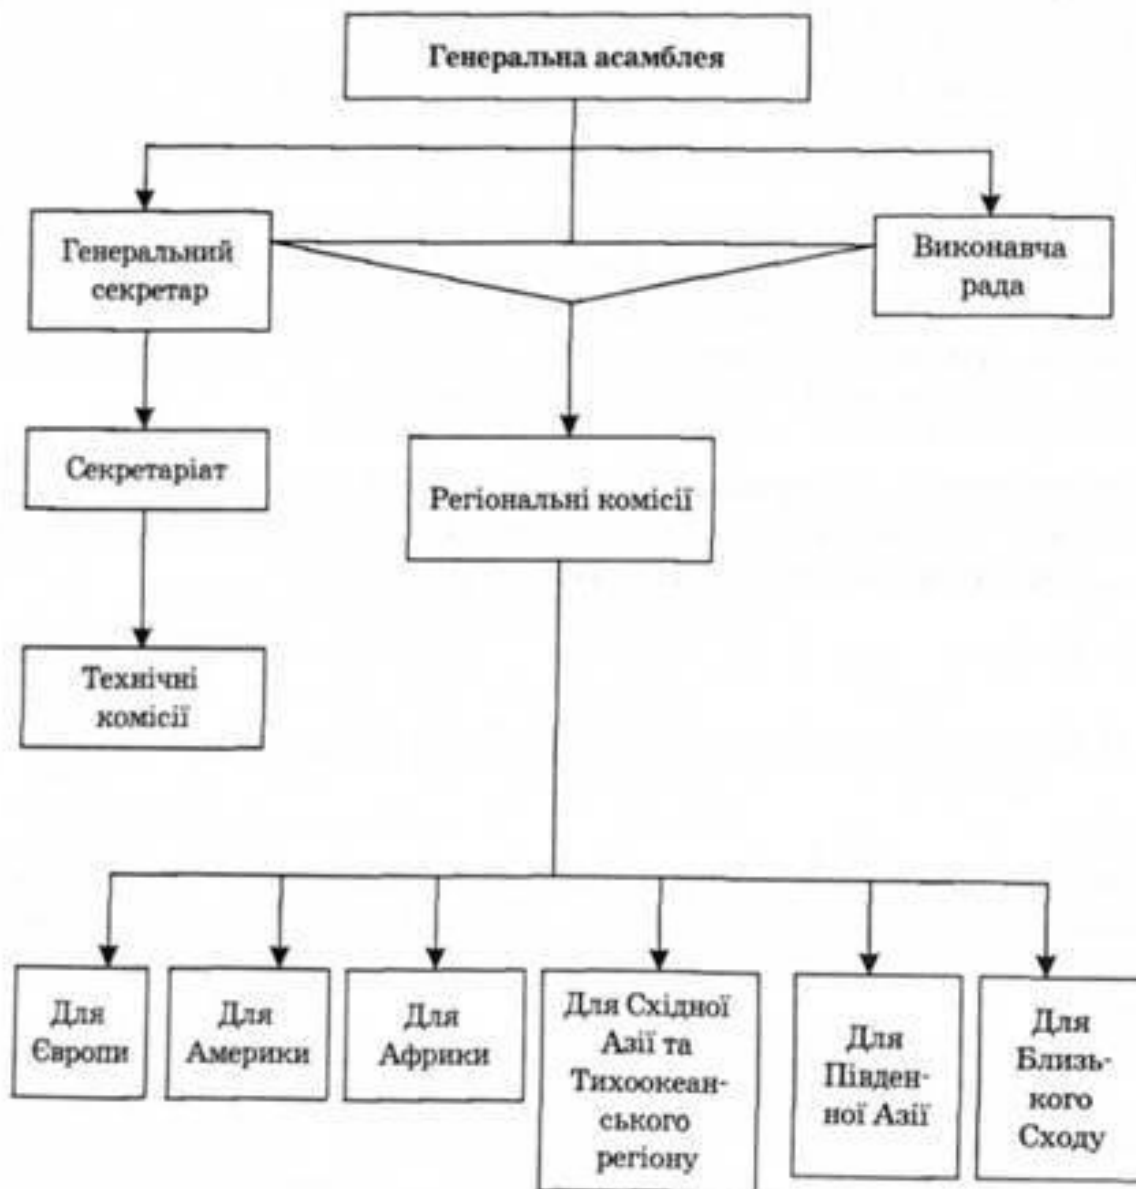 Генеральна асамблея
Генеральний
секретар
Виконавча
рада
Секретаріат
Регіональні комісії
Технічні
комісії
Для
Європи
Для
Америки
Для
Африки
Для Східної
Азії та
Тихоокеан-
ського
регіону
Для
Півден-
ної Азії
Для
Близь-
кого
Сходу